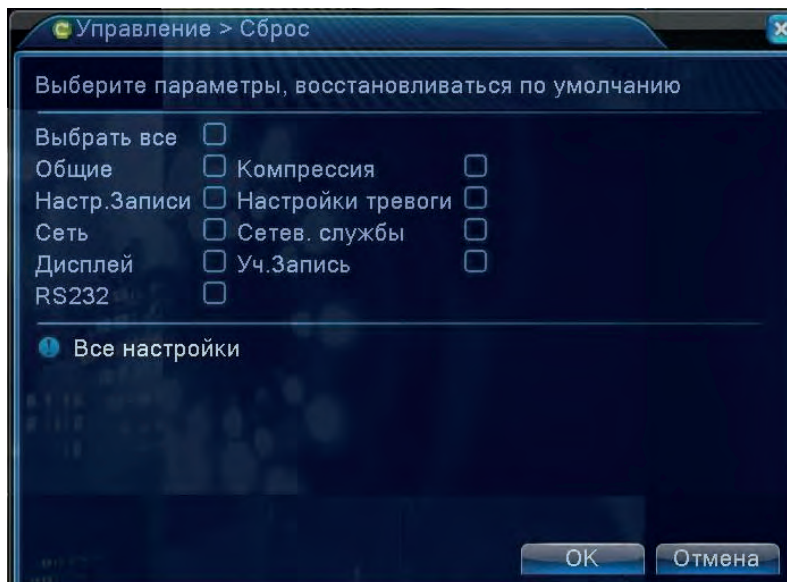 Управление > Сброс
Выберите параметры, восстановливаться по умолчанию
Выбрать все
Общие Компрессия
Настр.Записи Настройки тревоги
Сеть Сетев. службы
Дисплей Уч.Запись
RS232
Все настройки
OK Отмена